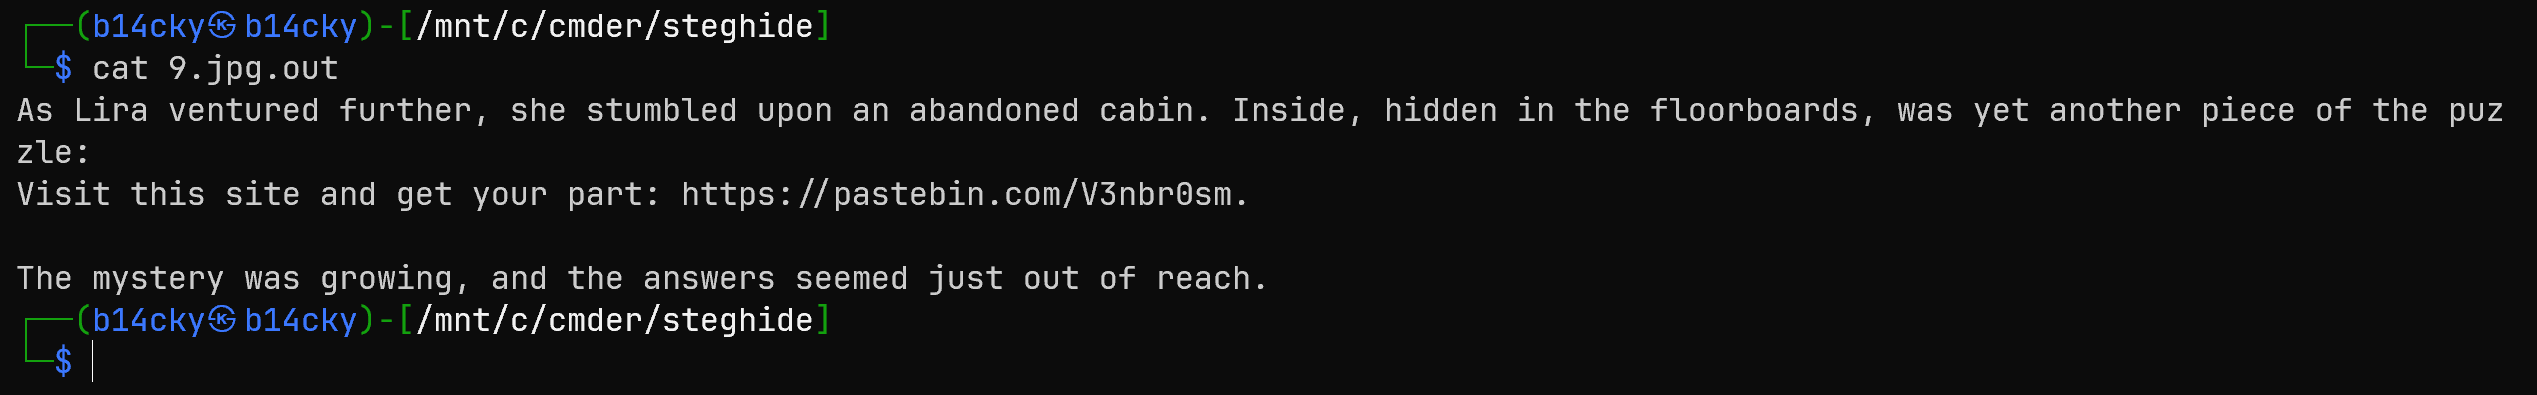 ┌──(b14cky㉿b14cky)-[/mnt/c/cmder/steghide]
└─$ cat 9.jpg.out
As Lira ventured further, she stumbled upon an abandoned cabin. Inside, hidden in the floorboards, was yet another piece of the puz
zle:
Visit this site and get your part: https://pastebin.com/V3nbr0sm.
The mystery was growing, and the answers seemed just out of reach.
┌──(b14cky㉿b14cky)-[/mnt/c/cmder/steghide]
└─$